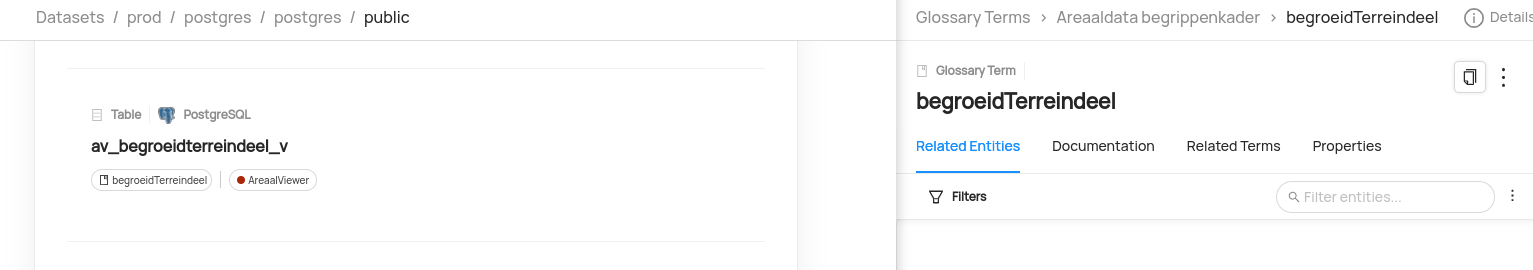 Datasets / prod / postgres / postgres / public
Table PostgreSQL
av_begroeidterreindeel_v
begroeidTerreindeel AreaalViewer
Glossary Terms > Areaaldata begrippenkader > begroeidTerreindeel Details
Glossary Term
begroeidTerreindeel
Related Entities Documentation Related Terms Properties
Filters Filter entities...